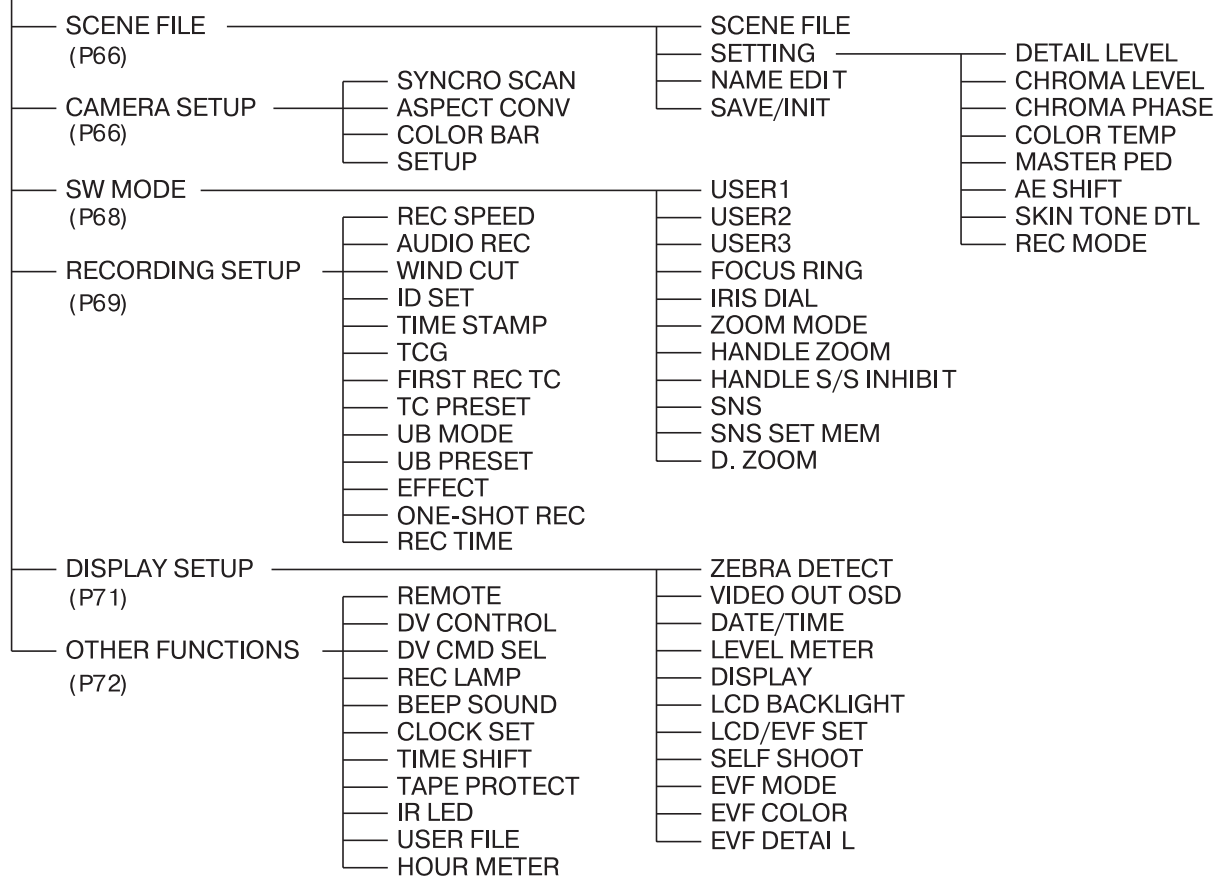 SCENE FILE
(P66)
SCENE FILE
SETTING
NAME EDIT
SAVE/INIT
DETAIL LEVEL
CHROMA LEVEL
CHROMA PHASE
COLOR TEMP
MASTER PED
AE SHIFT
SKIN TONE DTL
REC MODE
CAMERA SETUP
(P66)
SYNCRO SCAN
ASPECT CONV
COLOR BAR
SETUP
SW MODE
(P68)
USER1
USER2
USER3
FOCUS RING
IRIS DIAL
ZOOM MODE
HANDLE ZOOM
HANDLE S/S INHIBIT
SNS
SNS SET MEM
D. ZOOM
RECORDING SETUP
(P69)
REC SPEED
AUDIO REC
WIND CUT
ID SET
TIME STAMP
TCG
FIRST REC TC
TC PRESET
UB MODE
UB PRESET
EFFECT
ONE-SHOT REC
REC TIME
DISPLAY SETUP
(P71)
ZEBRA DETECT
VIDEO OUT OSD
DATE/TIME
LEVEL METER
DISPLAY
LCD BACKLIGHT
LCD/EVF SET
SELF SHOOT
EVF MODE
EVF COLOR
EVF DETAIL
OTHER FUNCTIONS
(P72)
REMOTE
DV CONTROL
DV CMD SEL
REC LAMP
BEEP SOUND
CLOCK SET
TIME SHIFT
TAPE PROTECT
IR LED
USER FILE
HOUR METER